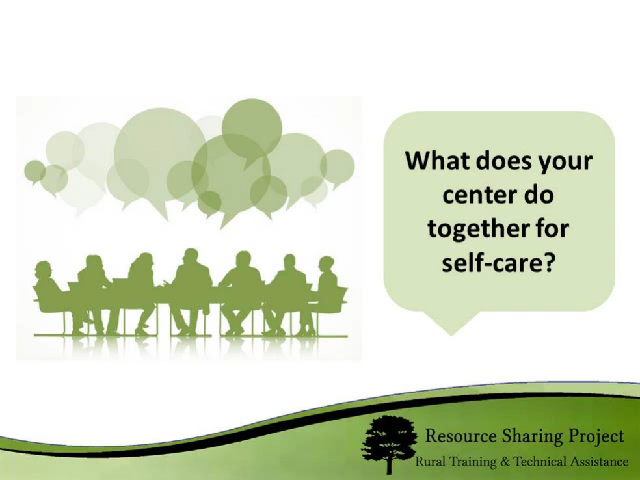 What does your
center do
together for
self-care?
Resource Sharing Project
Rural Training & Technical Assistance